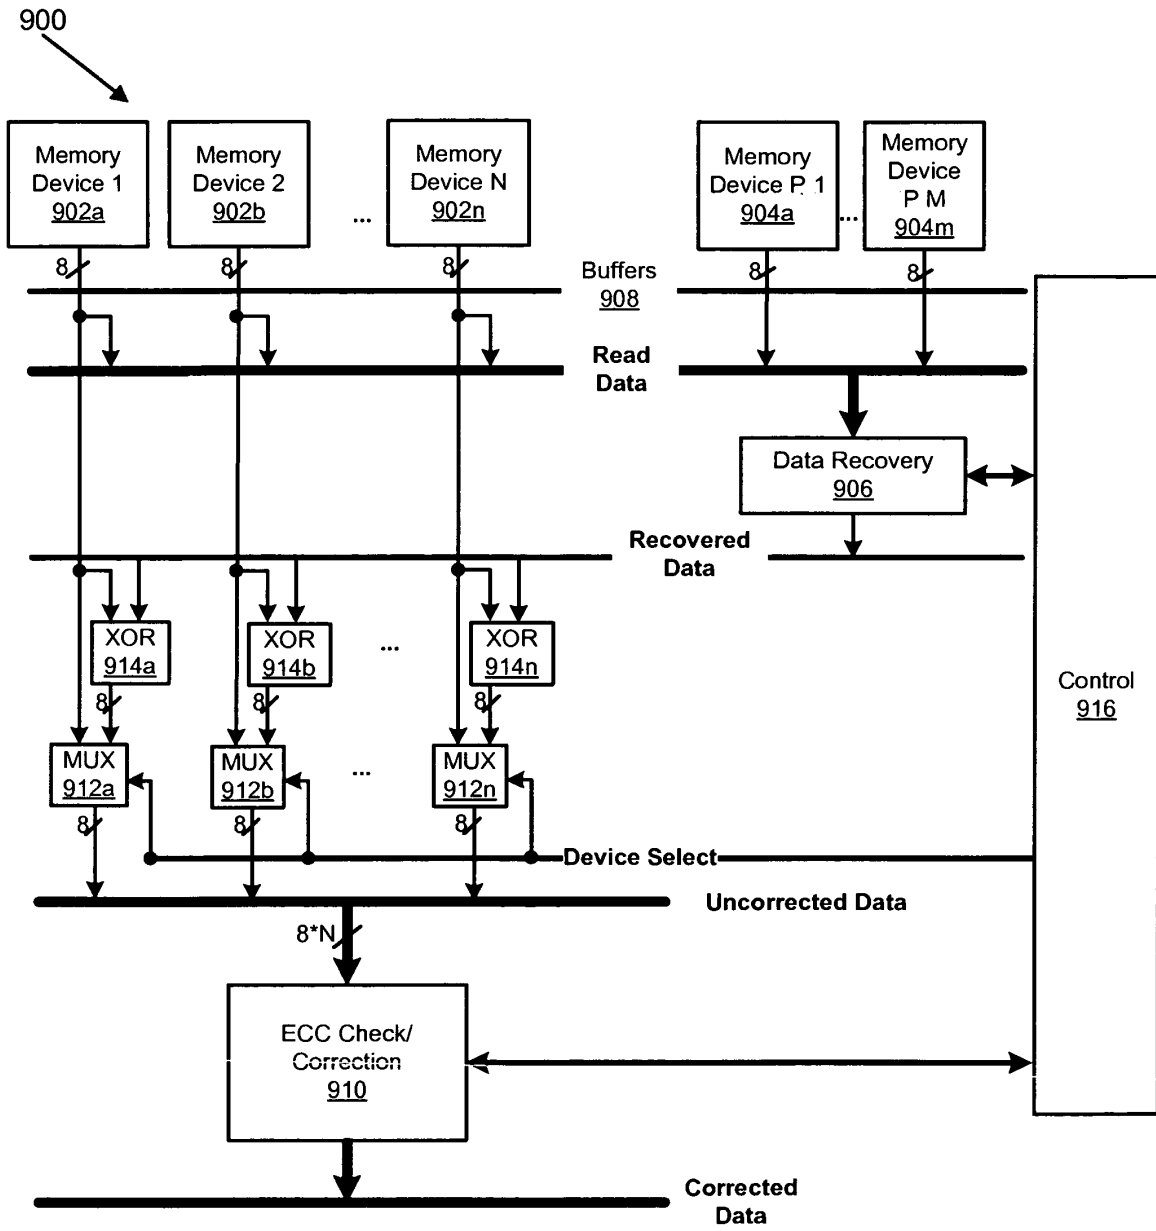 900
Memory
Device 1
902a
Memory
Device 2
902b
...
Memory
Device N
902n
Memory
Device P 1
904a
...
Memory
Device
P M
904m
8
8
8
8
8
Buffers
908
Read
Data
Data Recovery
906
Recovered
Data
XOR
914a
XOR
914b
...
XOR
914n
8
8
8
Control
916
MUX
912a
MUX
912b
...
MUX
912n
8
8
8
Device Select
Uncorrected Data
8*N
ECC Check/
Correction
910
Corrected
Data